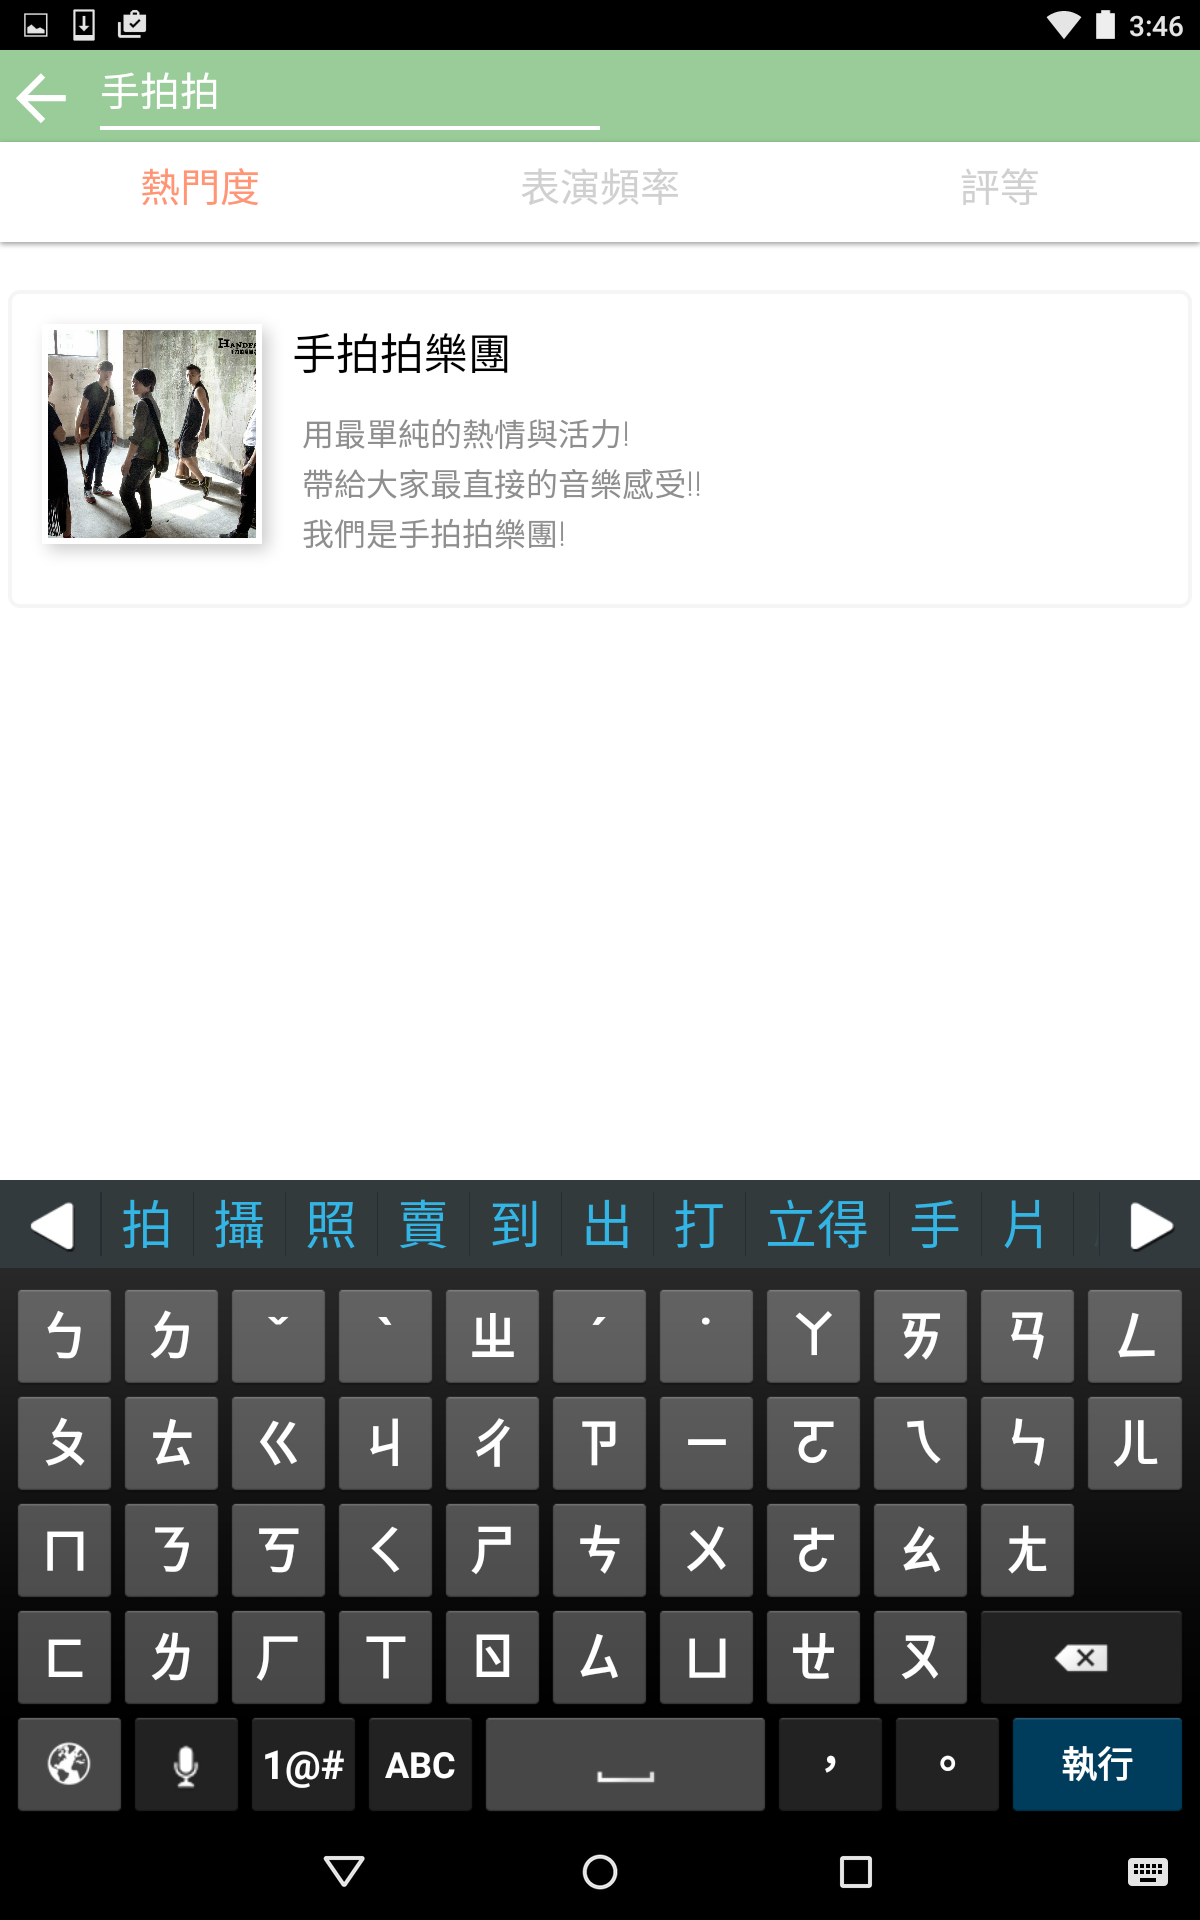 3:46
手拍拍
熱門度 表演頻率 評等
手拍拍樂團
用最單純的熱情與活力!
帶給大家最直接的音樂感受!!
我們是手拍拍樂團!
拍 攝 照 賣 到 出 打 立得 手 片
ㄅ ㄉ ˇ ˋ ㄓ ˊ ˙ ㄚ ㄞ ㄢ ㄥ
ㄆ ㄊ ㄍ ㄐ ㄔ ㄗ ㄧ ㄛ ㄟ ㄣ ㄦ
ㄇ ㄋ ㄎ ㄑ ㄕ ㄘ ㄨ ㄜ ㄠ ㄤ
ㄈ ㄌ ㄏ ㄒ ㄖ ㄙ ㄩ ㄝ ㄡ
1@# ABC ， 。 執行